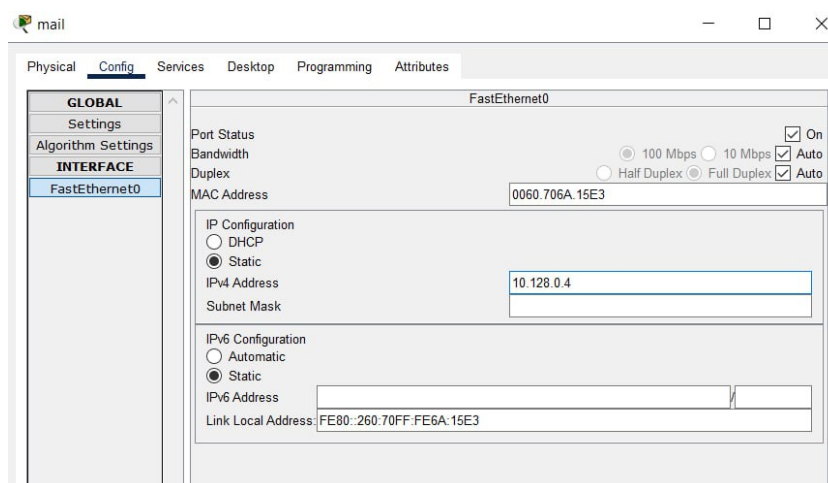 mail
Physical Config Services Desktop Programming Attributes
GLOBAL
Settings
Algorithm Settings
INTERFACE
FastEthernet0
FastEthernet0
Port Status On
Bandwidth 100 Mbps 10 Mbps Auto
Duplex Half Duplex Full Duplex Auto
MAC Address 0060.706A.15E3
IP Configuration
DHCP
Static
IPv4 Address 10.128.0.4
Subnet Mask
IPv6 Configuration
Automatic
Static
IPv6 Address /
Link Local Address: FE80::260:70FF:FE6A:15E3